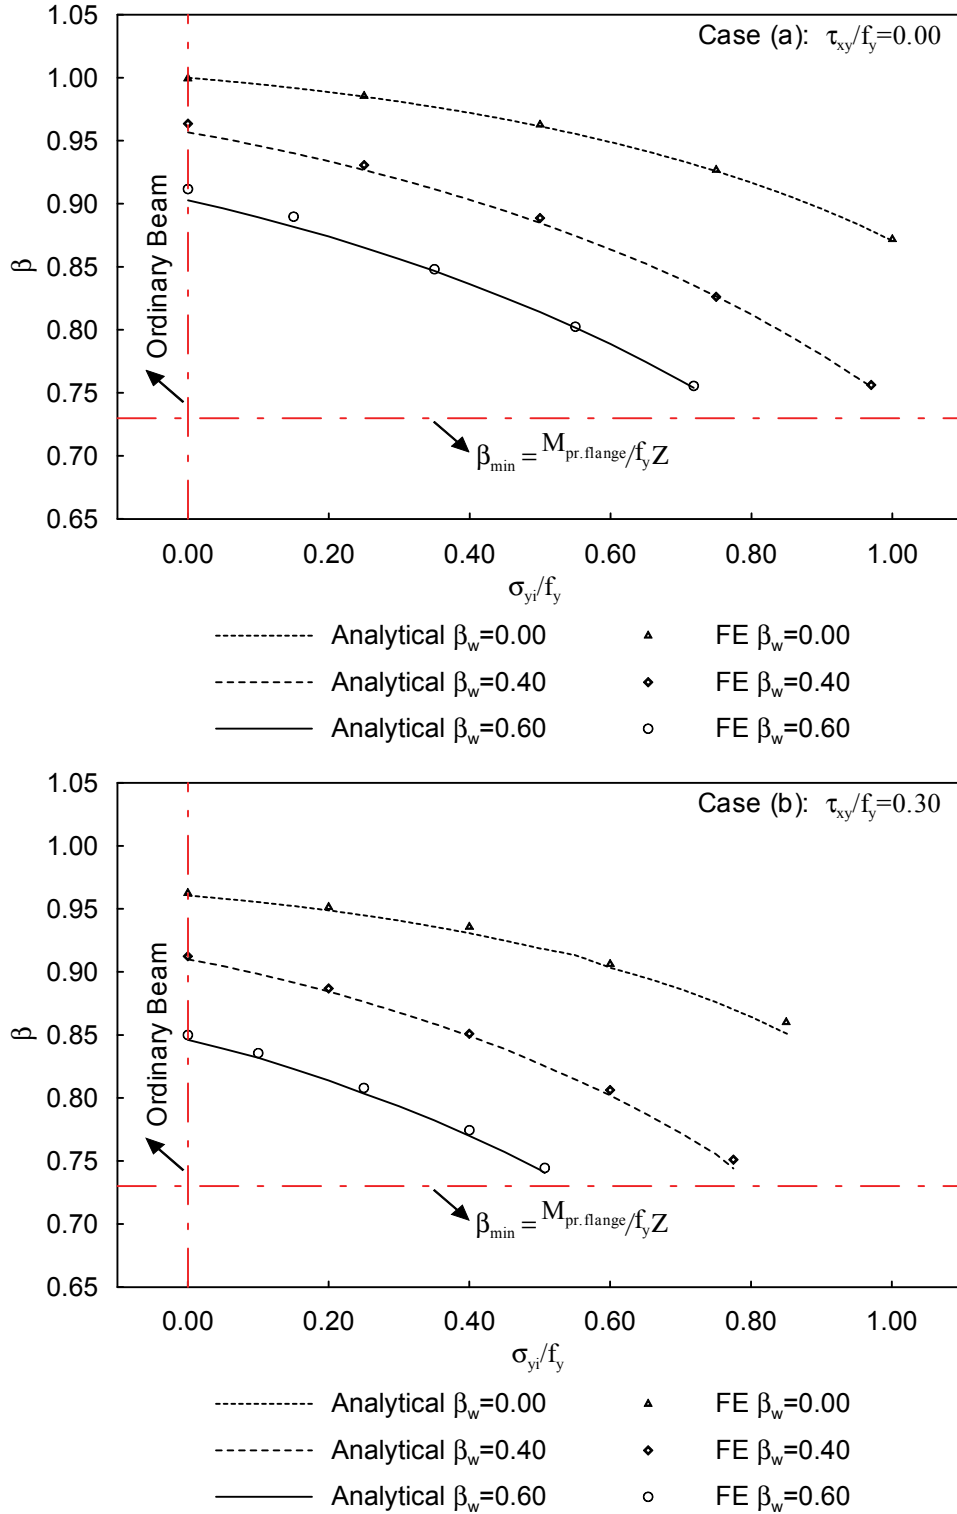 1.05
Case (a): τxy/fy=0.00
1.00
0.95
0.90
0.85
0.80
0.75
0.70
0.65
β
Ordinary Beam
βmin = Mpr.flange/fyZ
0.00 0.20 0.40 0.60 0.80 1.00
σyi/fy
Analytical βw=0.00 FE βw=0.00
Analytical βw=0.40 FE βw=0.40
Analytical βw=0.60 FE βw=0.60
1.05
Case (b): τxy/fy=0.30
1.00
0.95
0.90
0.85
0.80
0.75
0.70
0.65
β
Ordinary Beam
βmin = Mpr.flange/fyZ
0.00 0.20 0.40 0.60 0.80 1.00
σyi/fy
Analytical βw=0.00 FE βw=0.00
Analytical βw=0.40 FE βw=0.40
Analytical βw=0.60 FE βw=0.60